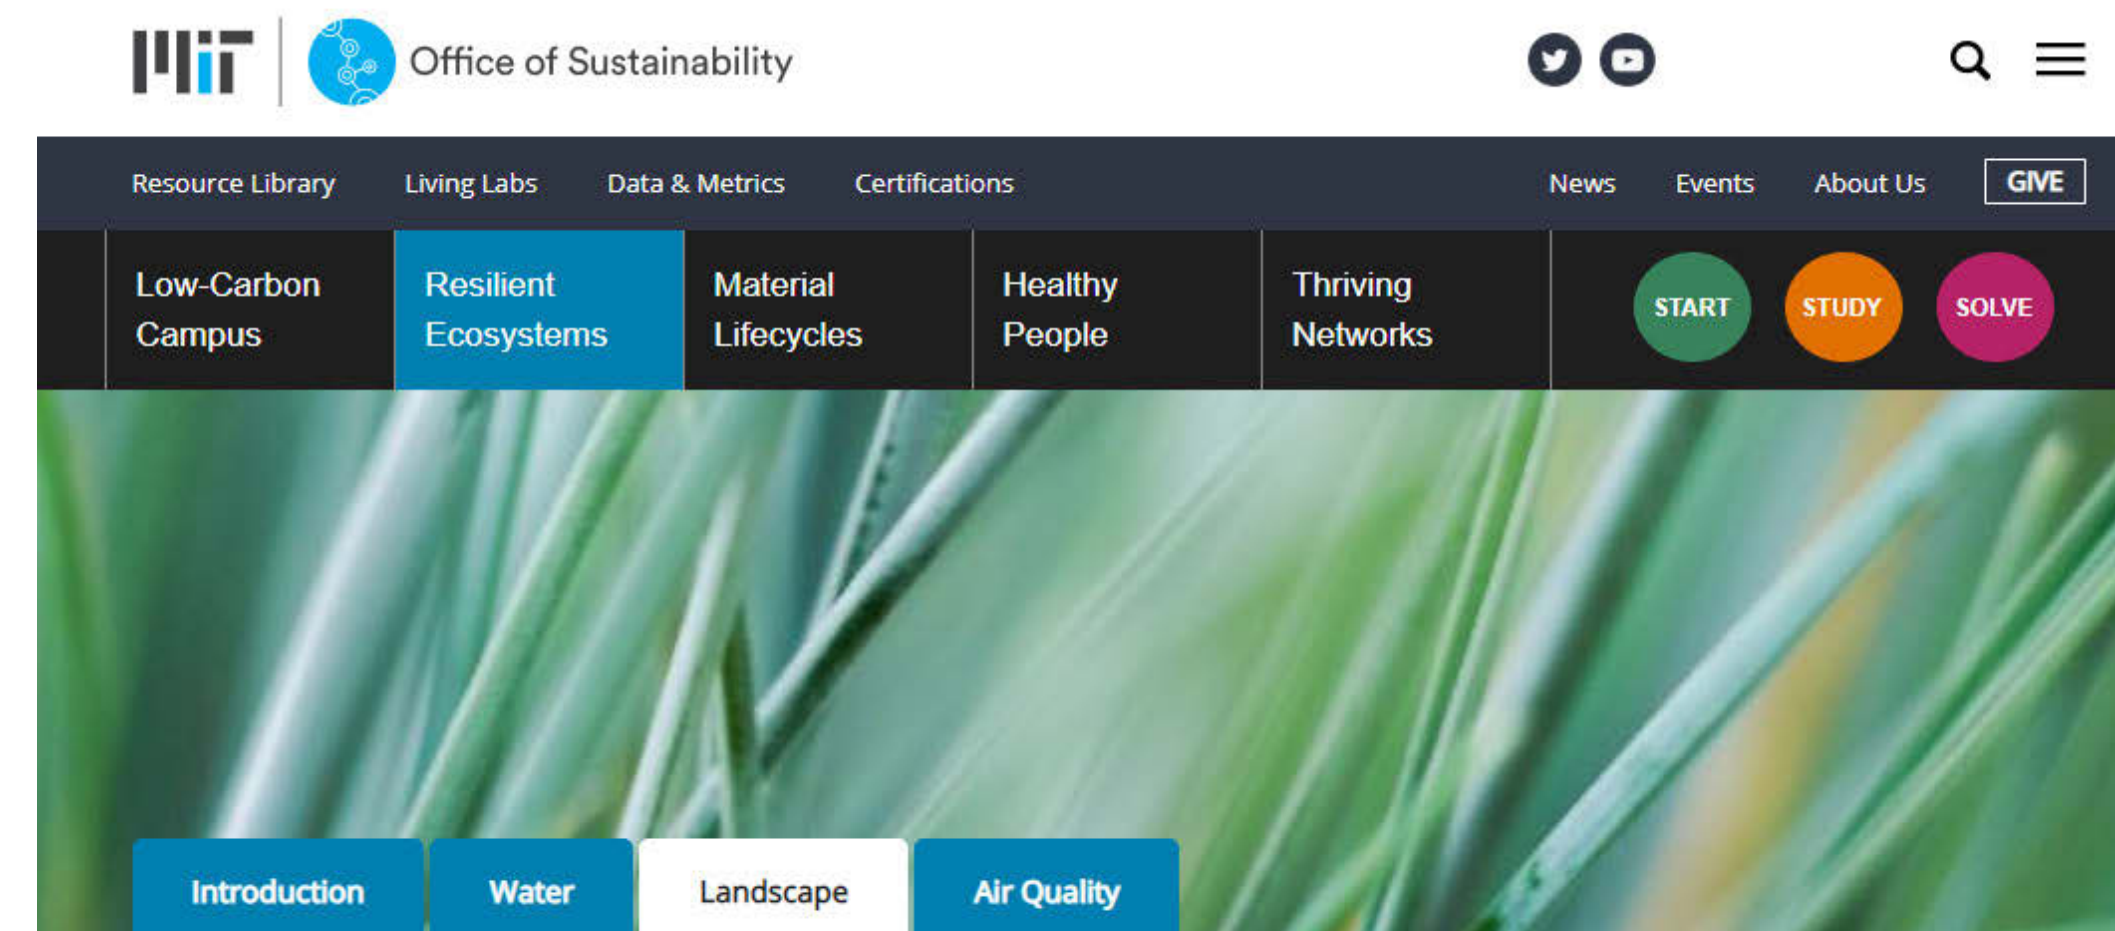 MIT Office of Sustainability
Resource Library Living Labs Data & Metrics Certifications News Events About Us GIVE
Low-Carbon Campus
Resilient Ecosystems
Material Lifecycles
Healthy People
Thriving Networks
START STUDY SOLVE
Introduction Water Landscape Air Quality